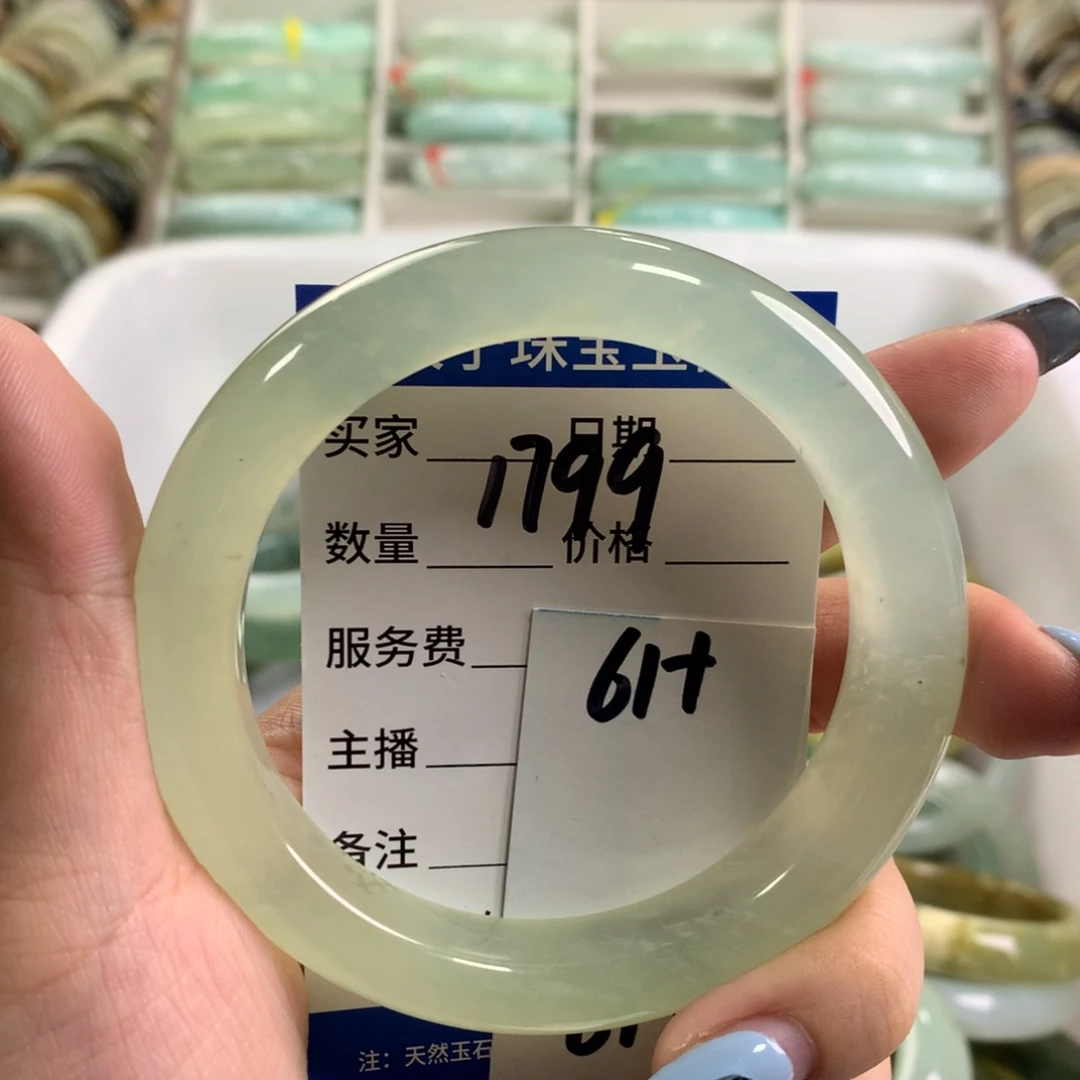 珠宝玉
买家 日期
1799
数量 价格
服务费
61+
主播
备注
注：天然玉石